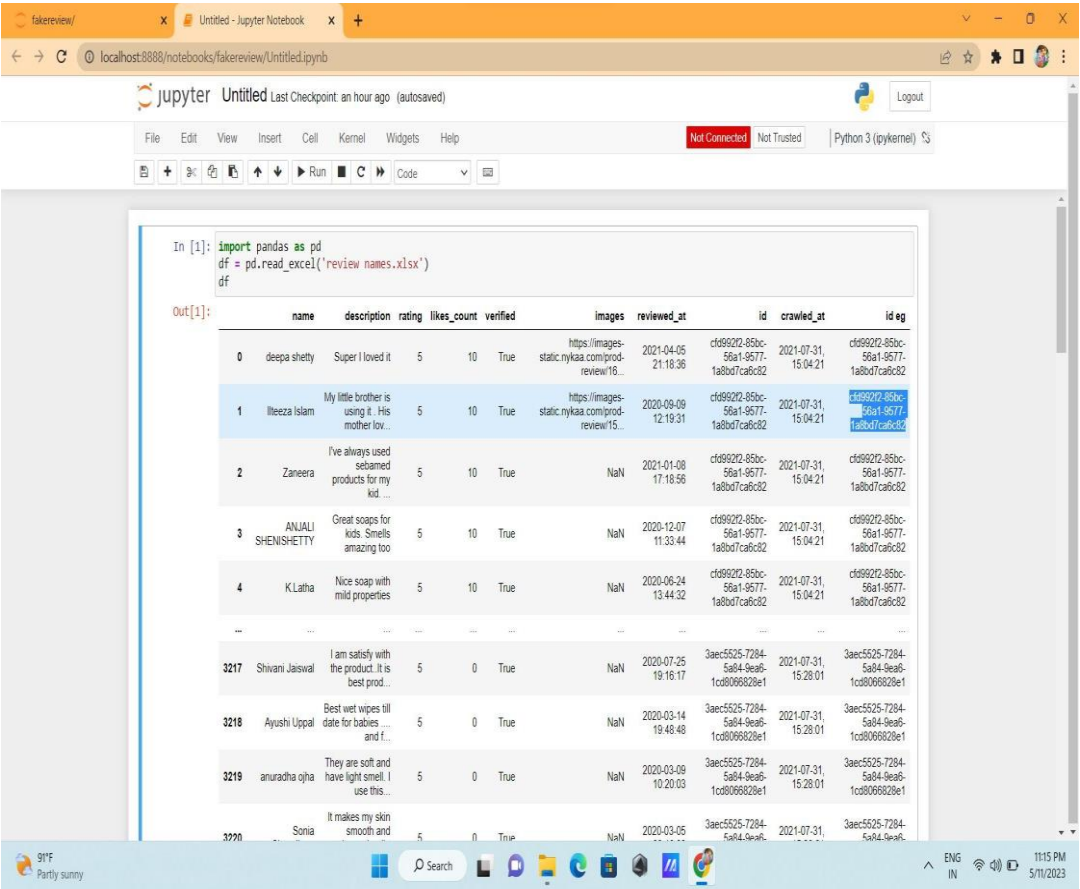 fakereview/
Untitled - Jupyter Notebook
localhost:8888/notebooks/fakereview/Untitled.ipynb
jupyter Untitled Last Checkpoint: an hour ago (autosaved)
Logout
File Edit View Insert Cell Kernel Widgets Help
Not Connected Not Trusted Python 3 (ipykernel)
Run Code
In [1]: import pandas as pd
df = pd.read_excel('review names.xlsx')
df
Out[1]:
name description rating likes_count verified images reviewed_at id crawled_at id eg
0 deepa shetty Super I loved it 5 10 True https://images-static.nykaa.com/prod-review/16... 2021-04-05 21:18:36 cfd992f2-85bc-56a1-9577-1a8bd7ca6c82 2021-07-31, 15:04:21 cfd992f2-85bc-56a1-9577-1a8bd7ca6c82
1 Ilteeza Islam My little brother is using it . His mother lov... 5 10 True https://images-static.nykaa.com/prod-review/15... 2020-09-09 12:19:31 cfd992f2-85bc-56a1-9577-1a8bd7ca6c82 2021-07-31, 15:04:21 cfd992f2-85bc-56a1-9577-1a8bd7ca6c82
2 Zaneera I've always used sebamed products for my kid. ... 5 10 True NaN 2021-01-08 17:18:56 cfd992f2-85bc-56a1-9577-1a8bd7ca6c82 2021-07-31, 15:04:21 cfd992f2-85bc-56a1-9577-1a8bd7ca6c82
3 ANJALI SHENISHETTY Great soaps for kids. Smells amazing too 5 10 True NaN 2020-12-07 11:33:44 cfd992f2-85bc-56a1-9577-1a8bd7ca6c82 2021-07-31, 15:04:21 cfd992f2-85bc-56a1-9577-1a8bd7ca6c82
4 K.Latha Nice soap with mild properties 5 10 True NaN 2020-06-24 13:44:32 cfd992f2-85bc-56a1-9577-1a8bd7ca6c82 2021-07-31, 15:04:21 cfd992f2-85bc-56a1-9577-1a8bd7ca6c82
... ... ... ... ... ... ... ... ... ... ...
3217 Shivani Jaiswal I am satisfy with the product..It is best prod... 5 0 True NaN 2020-07-25 19:16:17 3aec5525-7284-5a84-9ea6-1cd8066828e1 2021-07-31, 15:28:01 3aec5525-7284-5a84-9ea6-1cd8066828e1
3218 Ayushi Uppal Best wet wipes till date for babies .... and f... 5 0 True NaN 2020-03-14 19:48:48 3aec5525-7284-5a84-9ea6-1cd8066828e1 2021-07-31, 15:28:01 3aec5525-7284-5a84-9ea6-1cd8066828e1
3219 anuradha ojha They are soft and have light smell. I use this... 5 0 True NaN 2020-03-09 10:20:03 3aec5525-7284-5a84-9ea6-1cd8066828e1 2021-07-31, 15:28:01 3aec5525-7284-5a84-9ea6-1cd8066828e1
3220 Sonia It makes my skin smooth and 5 0 True NaN 2020-03-05 3aec5525-7284-5a84-9ea6- 2021-07-31, 3aec5525-7284-5a84-9ea6-
91°F
Partly sunny
Search
ENG
IN
11:15 PM
5/11/2023